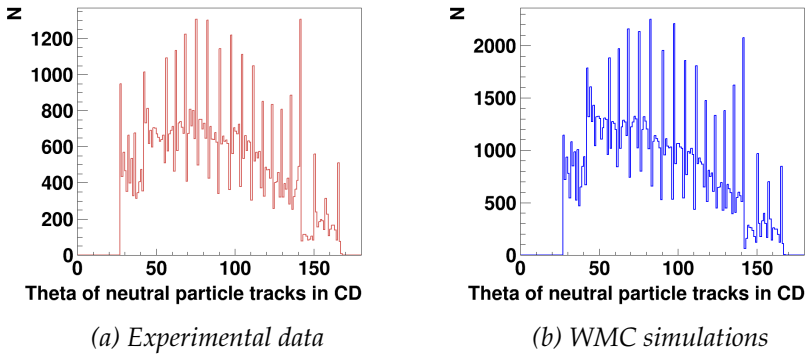 N
1200
1000
800
600
400
200
0
0 50 100 150
Theta of neutral particle tracks in CD
(a) Experimental data
N
2000
1500
1000
500
0
0 50 100 150
Theta of neutral particle tracks in CD
(b) WMC simulations